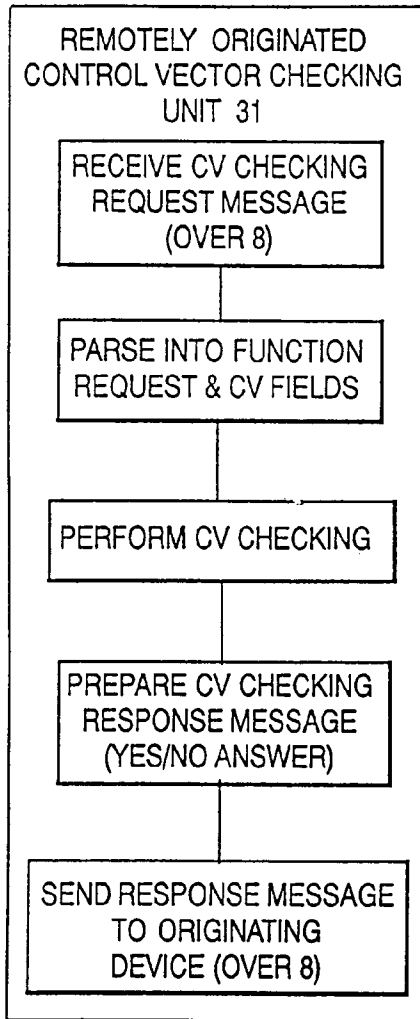 REMOTELY ORIGINATED
CONTROL VECTOR CHECKING
UNIT 31
RECEIVE CV CHECKING
REQUEST MESSAGE
(OVER 8)
PARSE INTO FUNCTION
REQUEST & CV FIELDS
PERFORM CV CHECKING
PREPARE CV CHECKING
RESPONSE MESSAGE
(YES/NO ANSWER)
SEND RESPONSE MESSAGE
TO ORIGINATING
DEVICE (OVER 8)